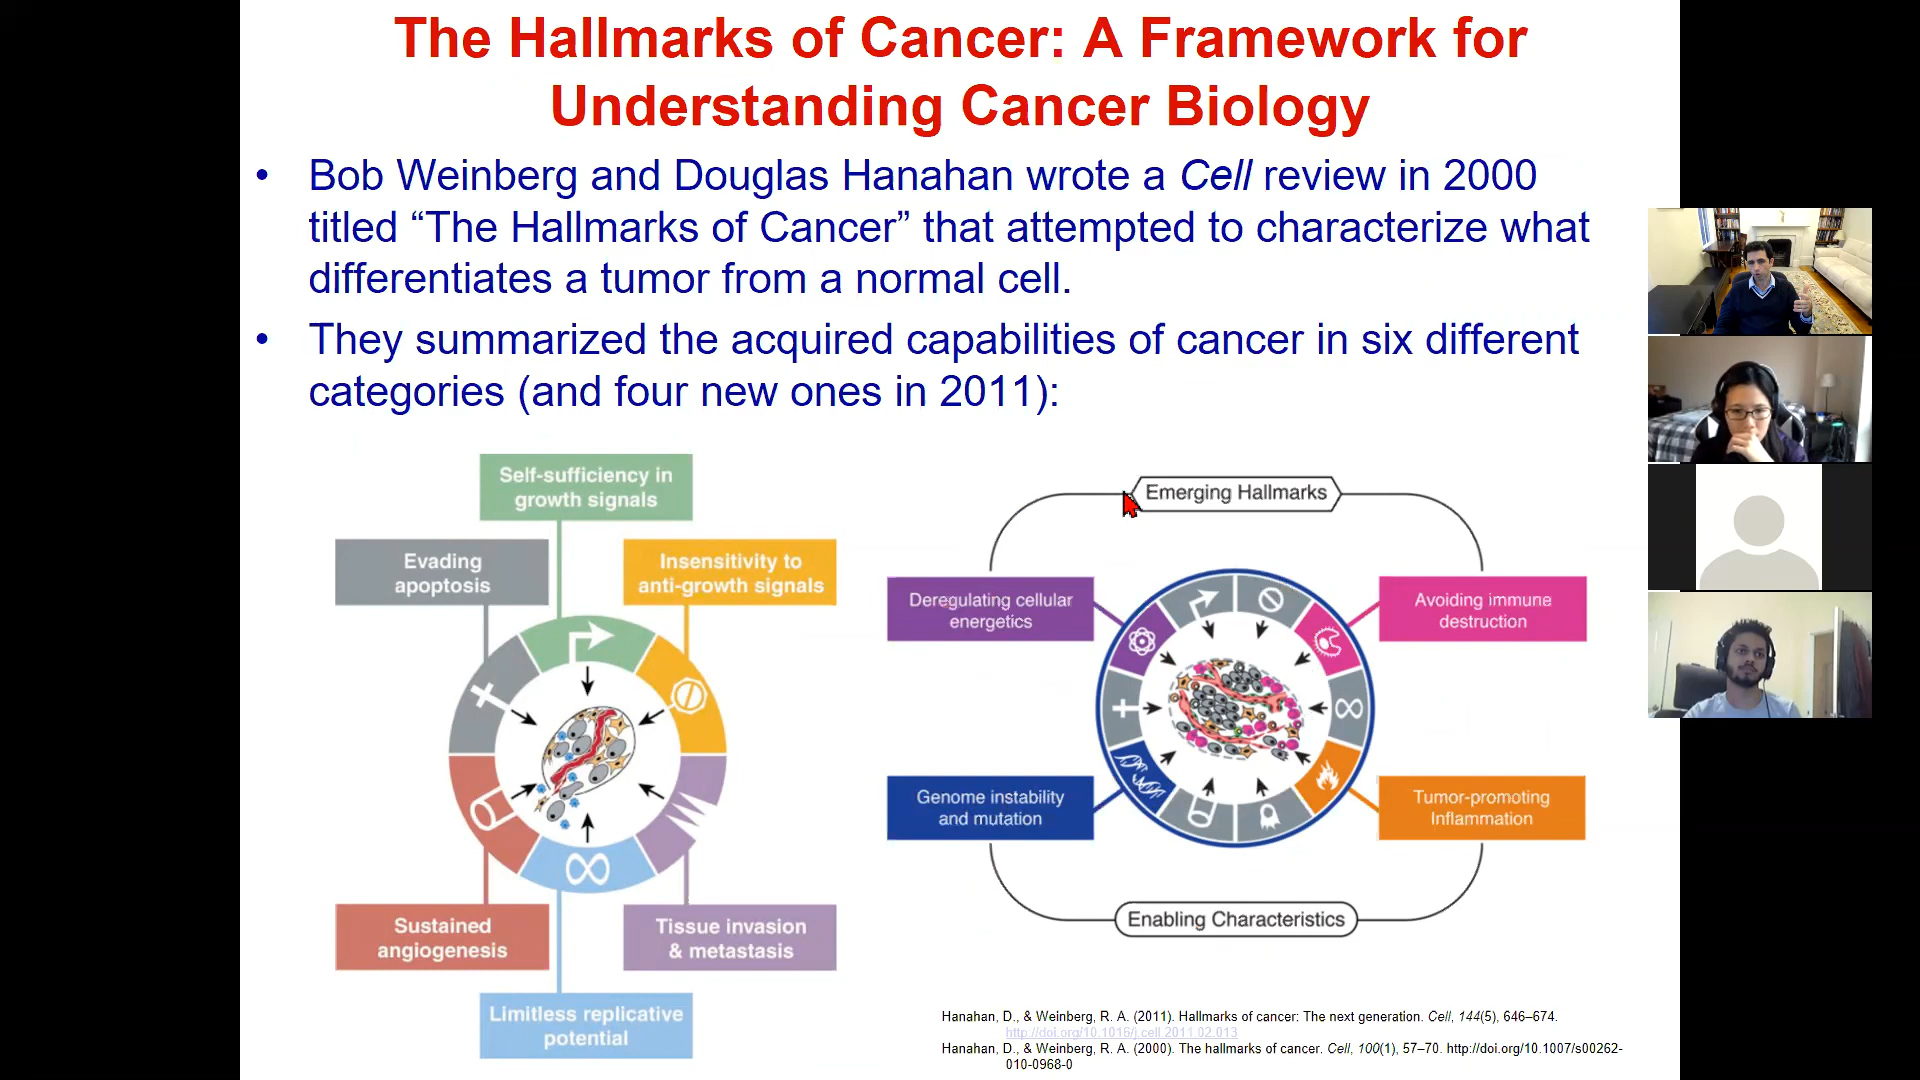 The Hallmarks of Cancer: A Framework for
Understanding Cancer Biology
• Bob Weinberg and Douglas Hanahan wrote a Cell review in 2000
titled “The Hallmarks of Cancer” that attempted to characterize what
differentiates a tumor from a normal cell.
• They summarized the acquired capabilities of cancer in six different
categories (and four new ones in 2011):
Self-sufficiency in
growth signals
Evading
apoptosis
Insensitivity to
anti-growth signals
Sustained
angiogenesis
Tissue invasion
& metastasis
Limitless replicative
potential
Emerging Hallmarks
Deregulating cellular
energetics
Avoiding immune
destruction
Genome instability
and mutation
Tumor-promoting
Inflammation
Enabling Characteristics
Hanahan, D., & Weinberg, R. A. (2011). Hallmarks of cancer: The next generation. Cell, 144(5), 646–674.
http://doi.org/10.1016/j.cell.2011.02.013
Hanahan, D., & Weinberg, R. A. (2000). The hallmarks of cancer. Cell, 100(1), 57–70. http://doi.org/10.1007/s00262-
010-0968-0